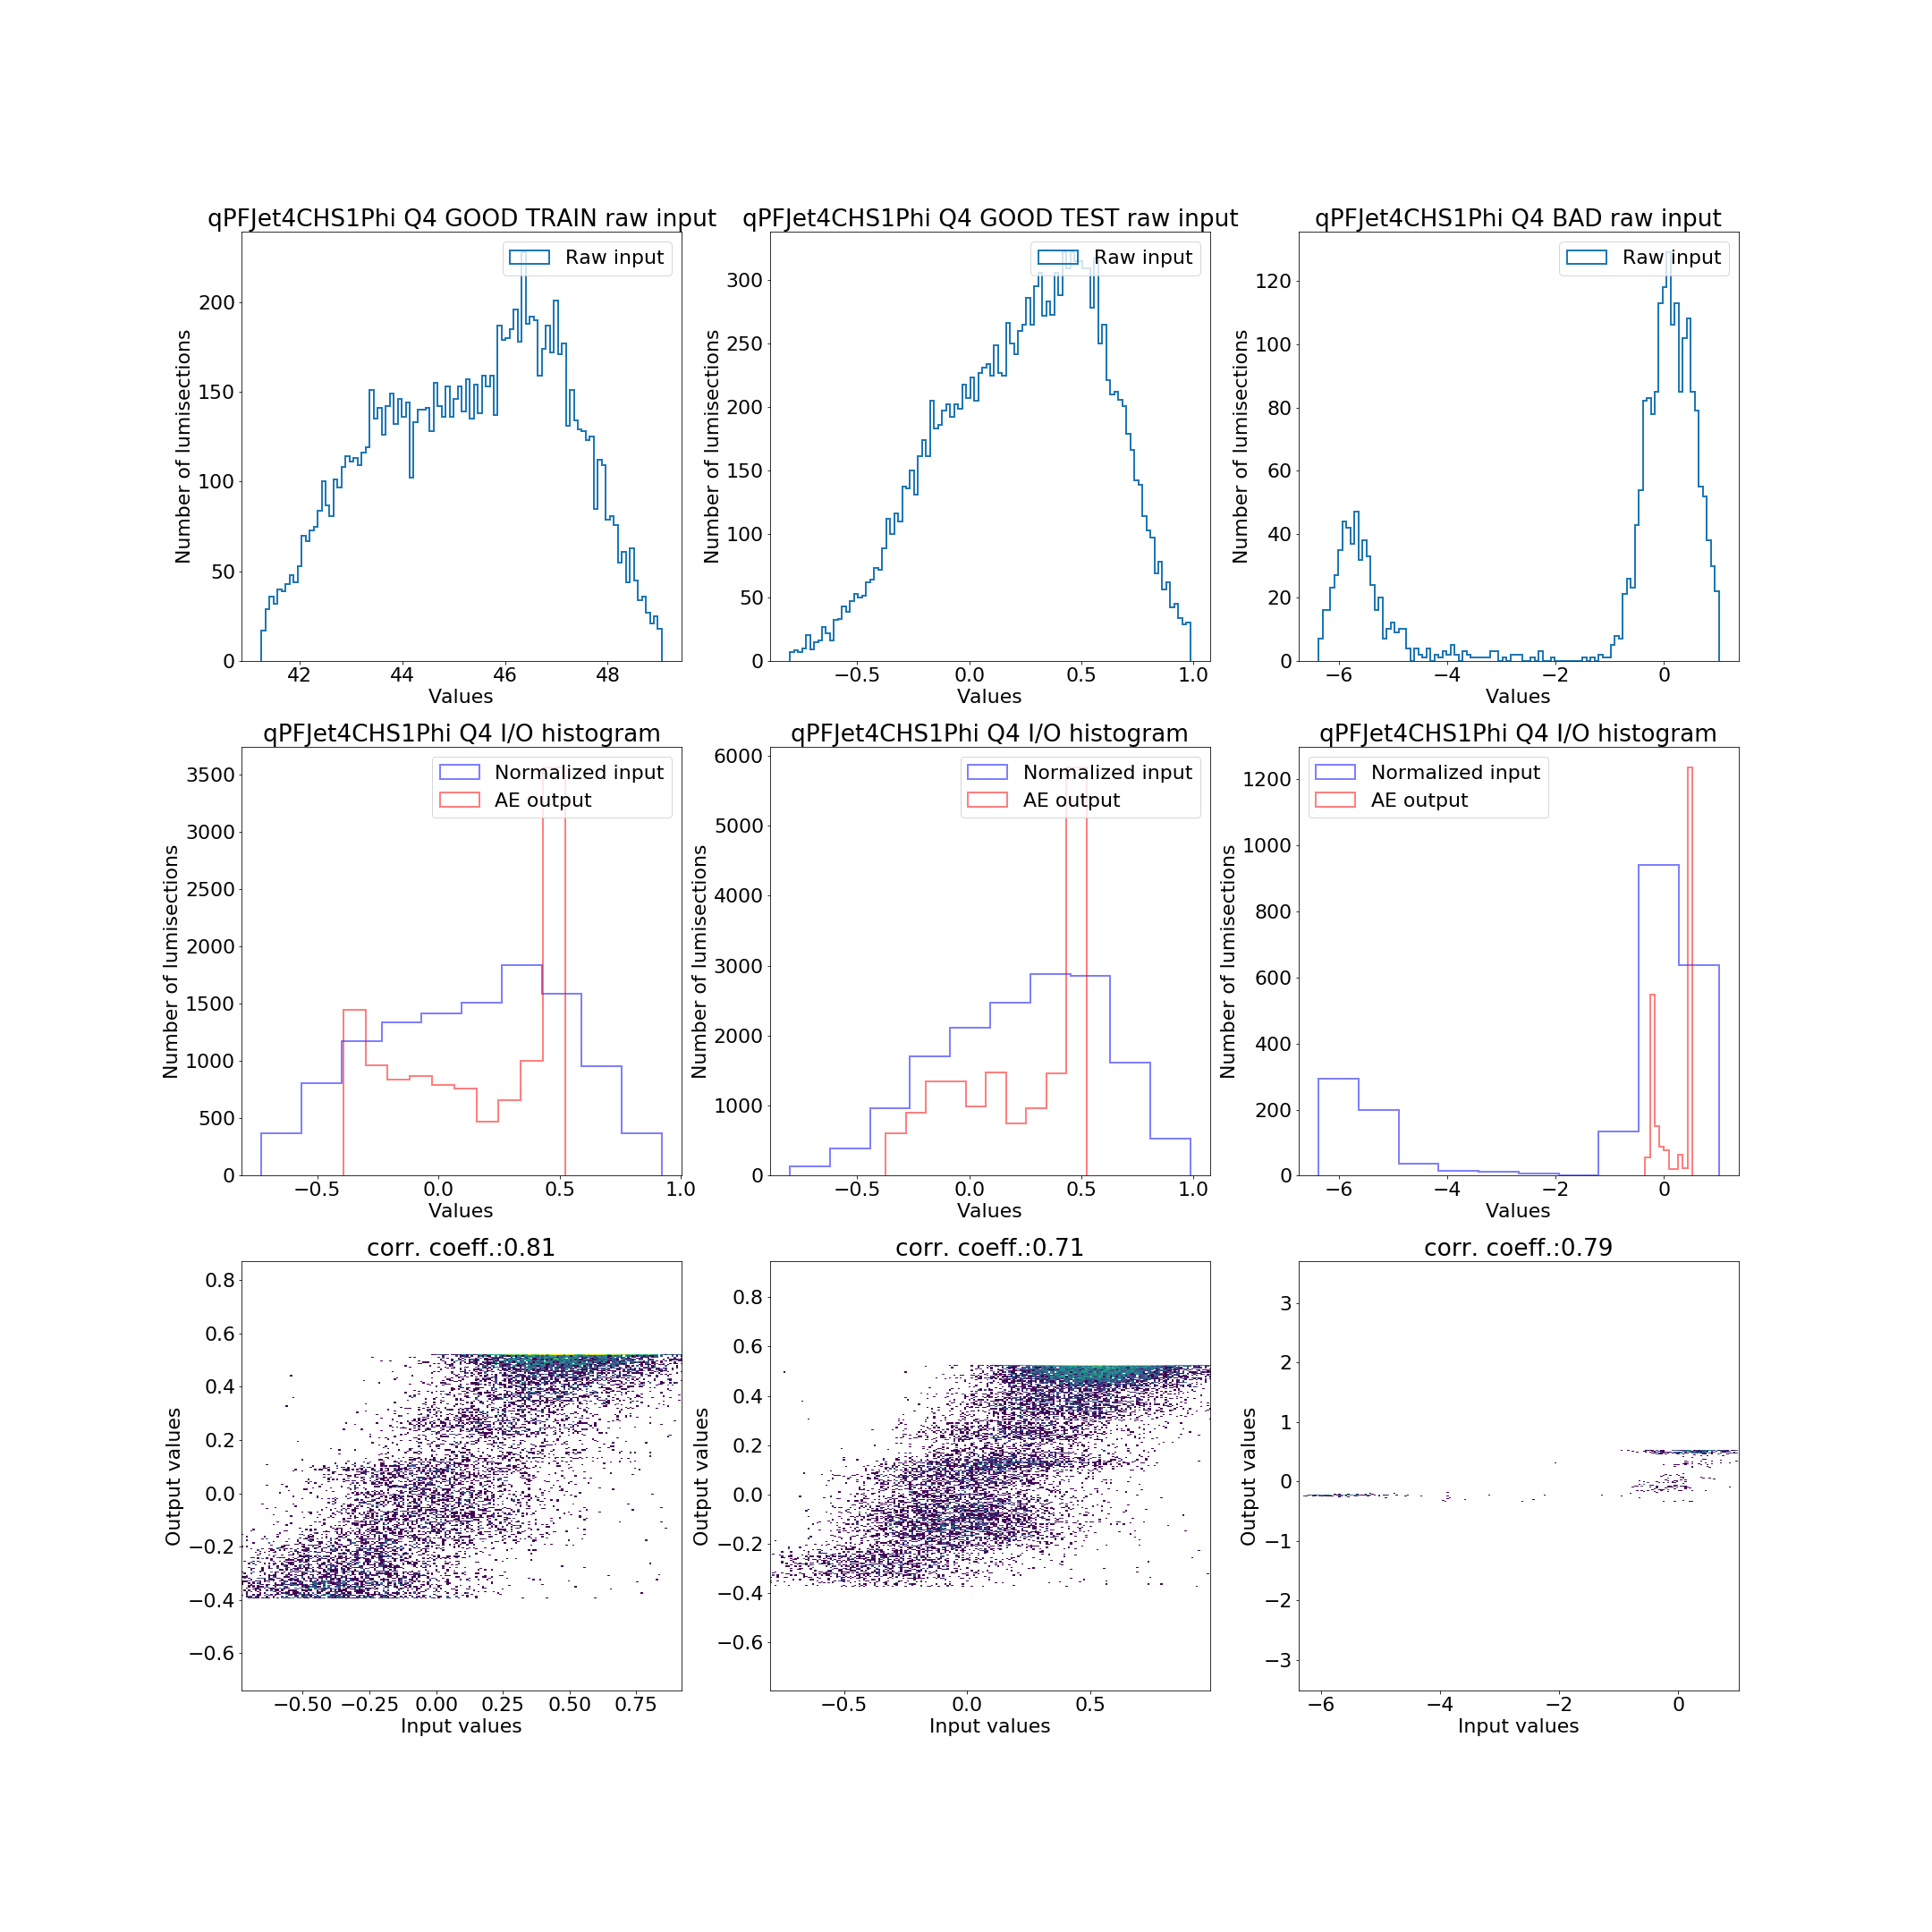 qPFJet4CHS1Phi Q4 GOOD TRAIN raw input
qPFJet4CHS1Phi Q4 GOOD TEST raw input
qPFJet4CHS1Phi Q4 BAD raw input
Raw input
Raw input
Raw input
Number of lumisections
0
50
100
150
200
42
44
46
48
Values
Number of lumisections
0
50
100
150
200
250
300
−0.5
0.0
0.5
1.0
Values
Number of lumisections
0
20
40
60
80
100
120
−6
−4
−2
0
Values
qPFJet4CHS1Phi Q4 I/O histogram
qPFJet4CHS1Phi Q4 I/O histogram
qPFJet4CHS1Phi Q4 I/O histogram
Normalized input
AE output
Normalized input
AE output
Normalized input
AE output
Number of lumisections
0
500
1000
1500
2000
2500
3000
3500
−0.5
0.0
0.5
1.0
Values
Number of lumisections
0
1000
2000
3000
4000
5000
6000
−0.5
0.0
0.5
1.0
Values
Number of lumisections
0
200
400
600
800
1000
1200
−6
−4
−2
0
Values
corr. coeff.:0.81
corr. coeff.:0.71
corr. coeff.:0.79
Output values
0.8
0.6
0.4
0.2
0.0
−0.2
−0.4
−0.6
−0.50
−0.25
0.00
0.25
0.50
0.75
Input values
Output values
0.8
0.6
0.4
0.2
0.0
−0.2
−0.4
−0.6
−0.5
0.0
0.5
Input values
Output values
3
2
1
0
−1
−2
−3
−6
−4
−2
0
Input values